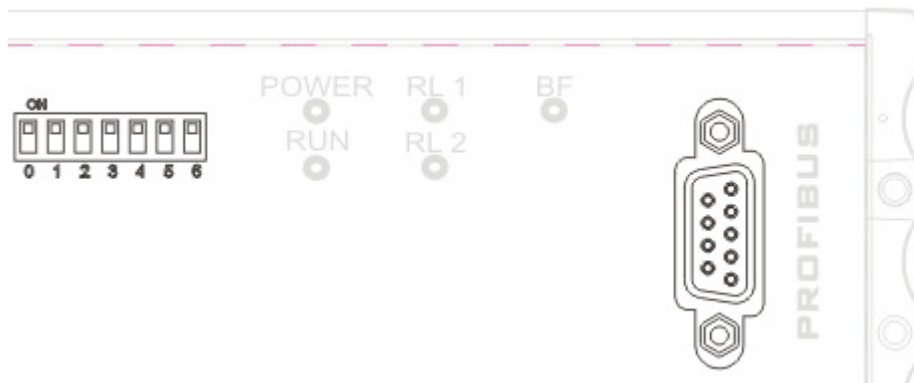 ON
0 1 2 3 4 5 6
POWER RL 1 BF
RUN RL 2
PROFIBUS